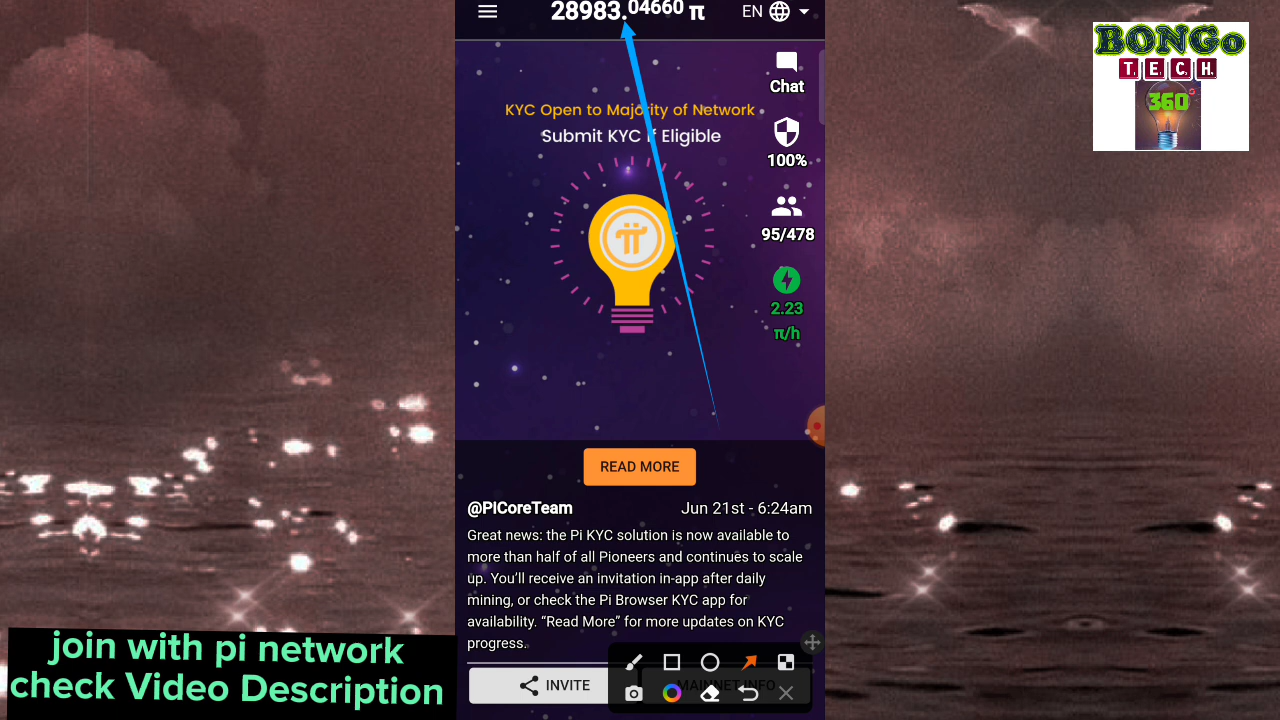 28983.04660 π
EN
BONGo
TECH
360°
Chat
KYC Open to Majority of Network
Submit KYC if Eligible
100%
95/478
2.23
π/h
READ MORE
@PiCoreTeam
Jun 21st - 6:24am
Great news: the Pi KYC solution is now available to
more than half of all Pioneers and continues to scale
up. You’ll receive an invitation in-app after daily
mining, or check the Pi Browser KYC app for
availability. “Read More” for more updates on KYC
progress.
INVITE
MAINNET INFO
join with pi network
check Video Description